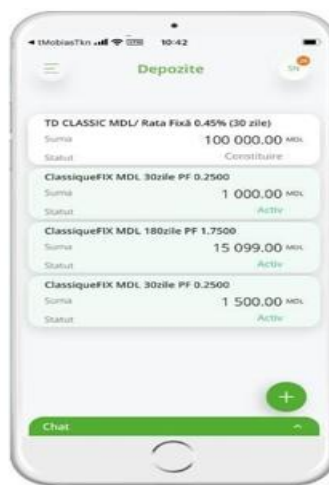 tMobiasTkn 10:42
Depozite
SN
TD CLASSIC MDL/ Rata Fixă 0.45% (30 zile)
Suma 100 000.00 MDL
Statut Constituire
ClassiqueFIX MDL 30zile PF 0.2500
Suma 1 000.00 MDL
Statut Activ
ClassiqueFIX MDL 180zile PF 1.7500
Suma 15 099.00 MDL
Statut Activ
ClassiqueFIX MDL 30zile PF 0.2500
Suma 1 500.00 MDL
Statut Activ
+
Chat